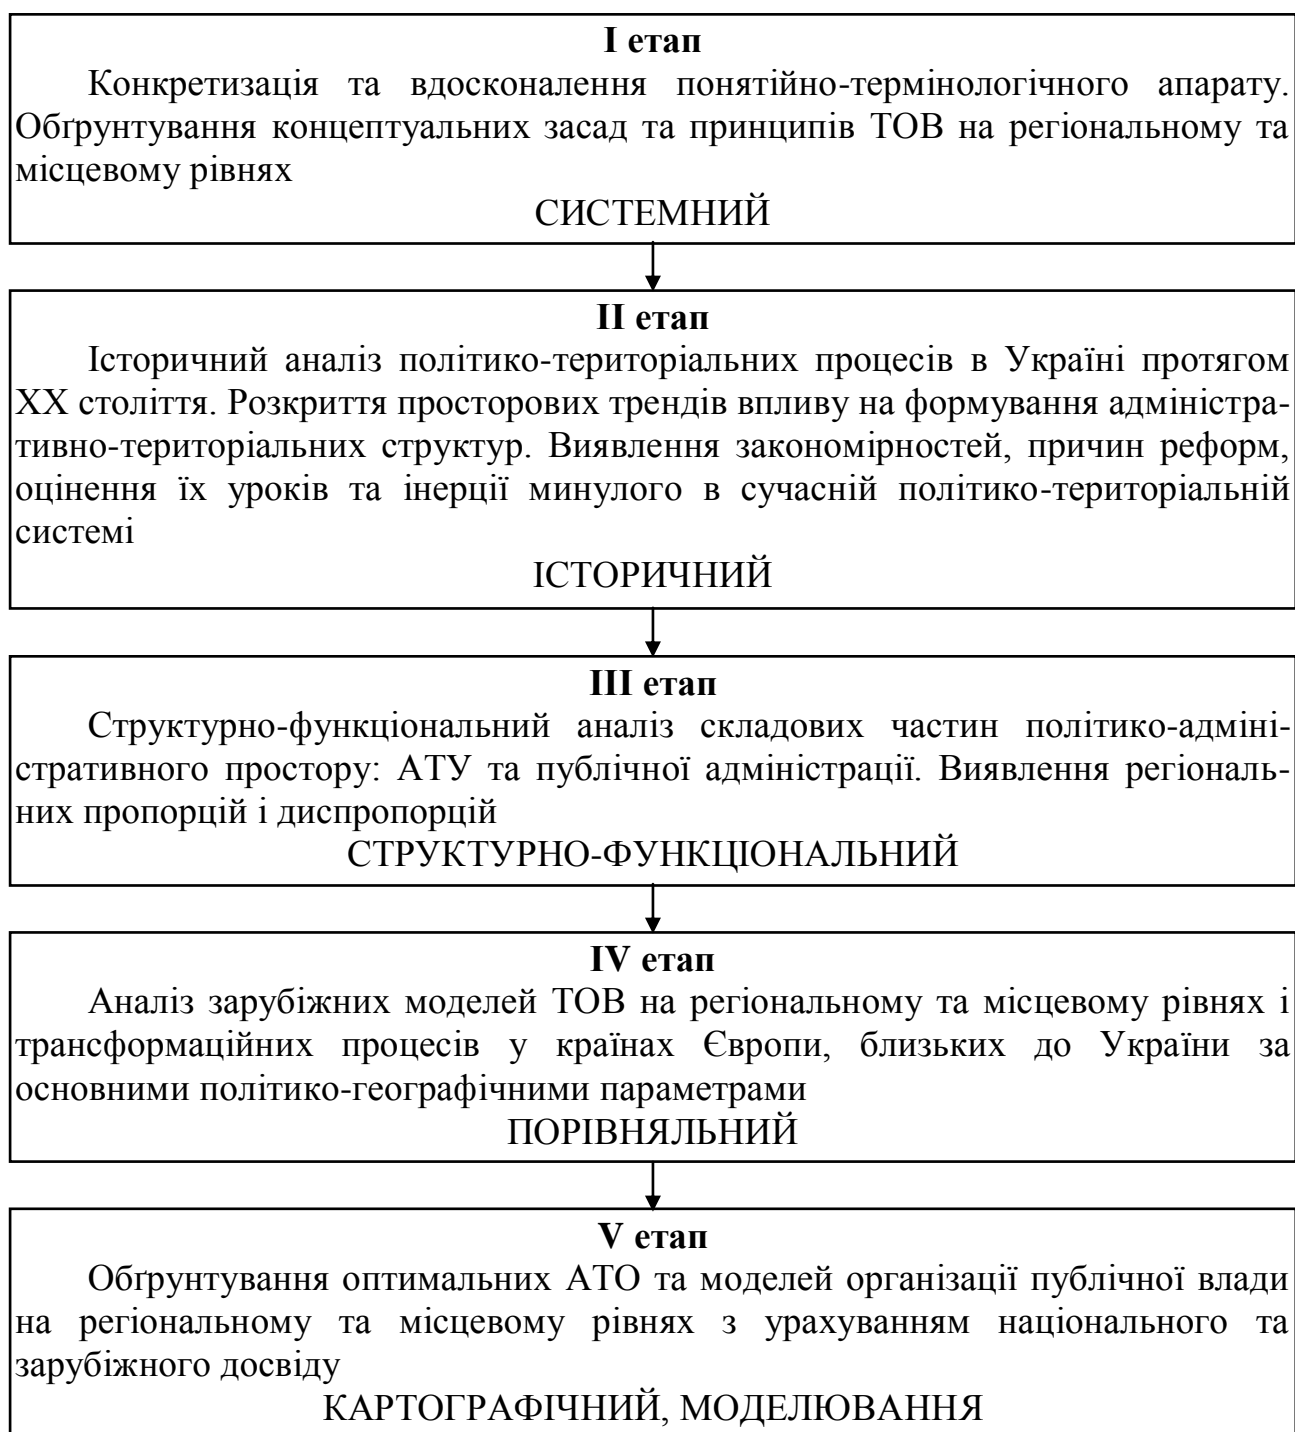 I етап
Конкретизація та вдосконалення понятійно-термінологічного апарату.
Обґрунтування концептуальних засад та принципів ТОВ на регіональному та
місцевому рівнях
СИСТЕМНИЙ
II етап
Історичний аналіз політико-територіальних процесів в Україні протягом
ХХ століття. Розкриття просторових трендів впливу на формування адміністра-
тивно-територіальних структур. Виявлення закономірностей, причин реформ,
оцінення їх уроків та інерції минулого в сучасній політико-територіальній
системі
ІСТОРИЧНИЙ
III етап
Структурно-функціональний аналіз складових частин політико-адміні-
стративного простору: АТУ та публічної адміністрації. Виявлення регіональ-
них пропорцій і диспропорцій
СТРУКТУРНО-ФУНКЦІОНАЛЬНИЙ
IV етап
Аналіз зарубіжних моделей ТОВ на регіональному та місцевому рівнях і
трансформаційних процесів у країнах Європи, близьких до України за
основними політико-географічними параметрами
ПОРІВНЯЛЬНИЙ
V етап
Обґрунтування оптимальних АТО та моделей організації публічної влади
на регіональному та місцевому рівнях з урахуванням національного та
зарубіжного досвіду
КАРТОГРАФІЧНИЙ, МОДЕЛЮВАННЯ